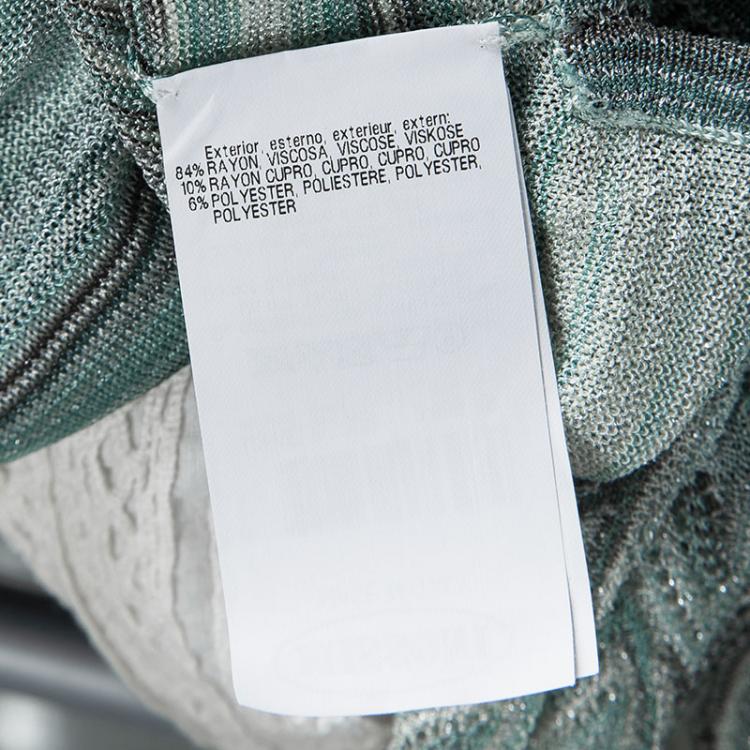 Exterior, esterno, exterieur, extern:
84% RAYON, VISCOSA, VISCOSE, VISKOSE
10% RAYON CUPRO, CUPRO, CUPRO, CUPRO
6% POLYESTER, POLIESTERE, POLYESTER,
POLYESTER